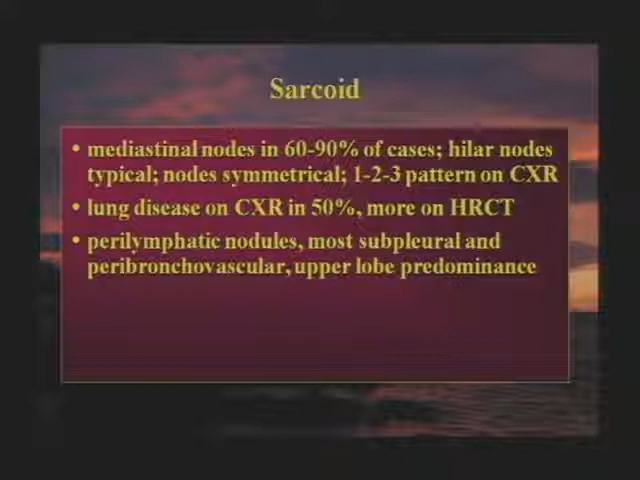 Sarcoid
• mediastinal nodes in 60-90% of cases; hilar nodes
typical; nodes symmetrical; 1-2-3 pattern on CXR
• lung disease on CXR in 50%, more on HRCT
• perilymphatic nodules, most subpleural and
peribronchovascular, upper lobe predominance